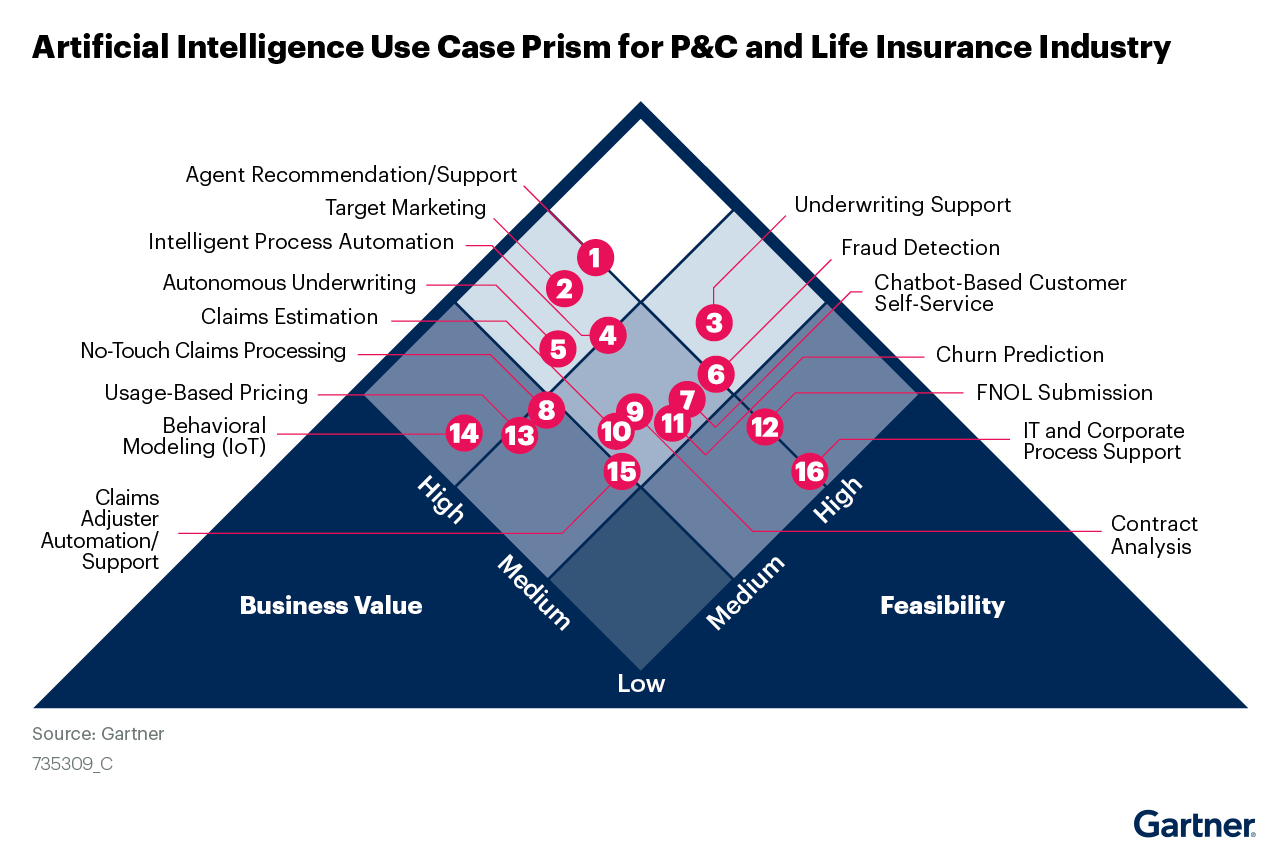 Artificial Intelligence Use Case Prism for P&C and Life Insurance Industry
Agent Recommendation/Support
Target Marketing
Intelligent Process Automation
Autonomous Underwriting
Claims Estimation
No-Touch Claims Processing
Usage-Based Pricing
Behavioral
Modeling (IoT)
Claims
Adjuster
Automation/
Support
Underwriting Support
Fraud Detection
Chatbot-Based Customer
Self-Service
Churn Prediction
FNOL Submission
IT and Corporate
Process Support
Contract
Analysis
1
2
3
4
5
6
7
8
9
10
11
12
13
14
15
16
High
Medium
Low
Medium
High
Business Value
Feasibility
Source: Gartner
735309_C
Gartner®